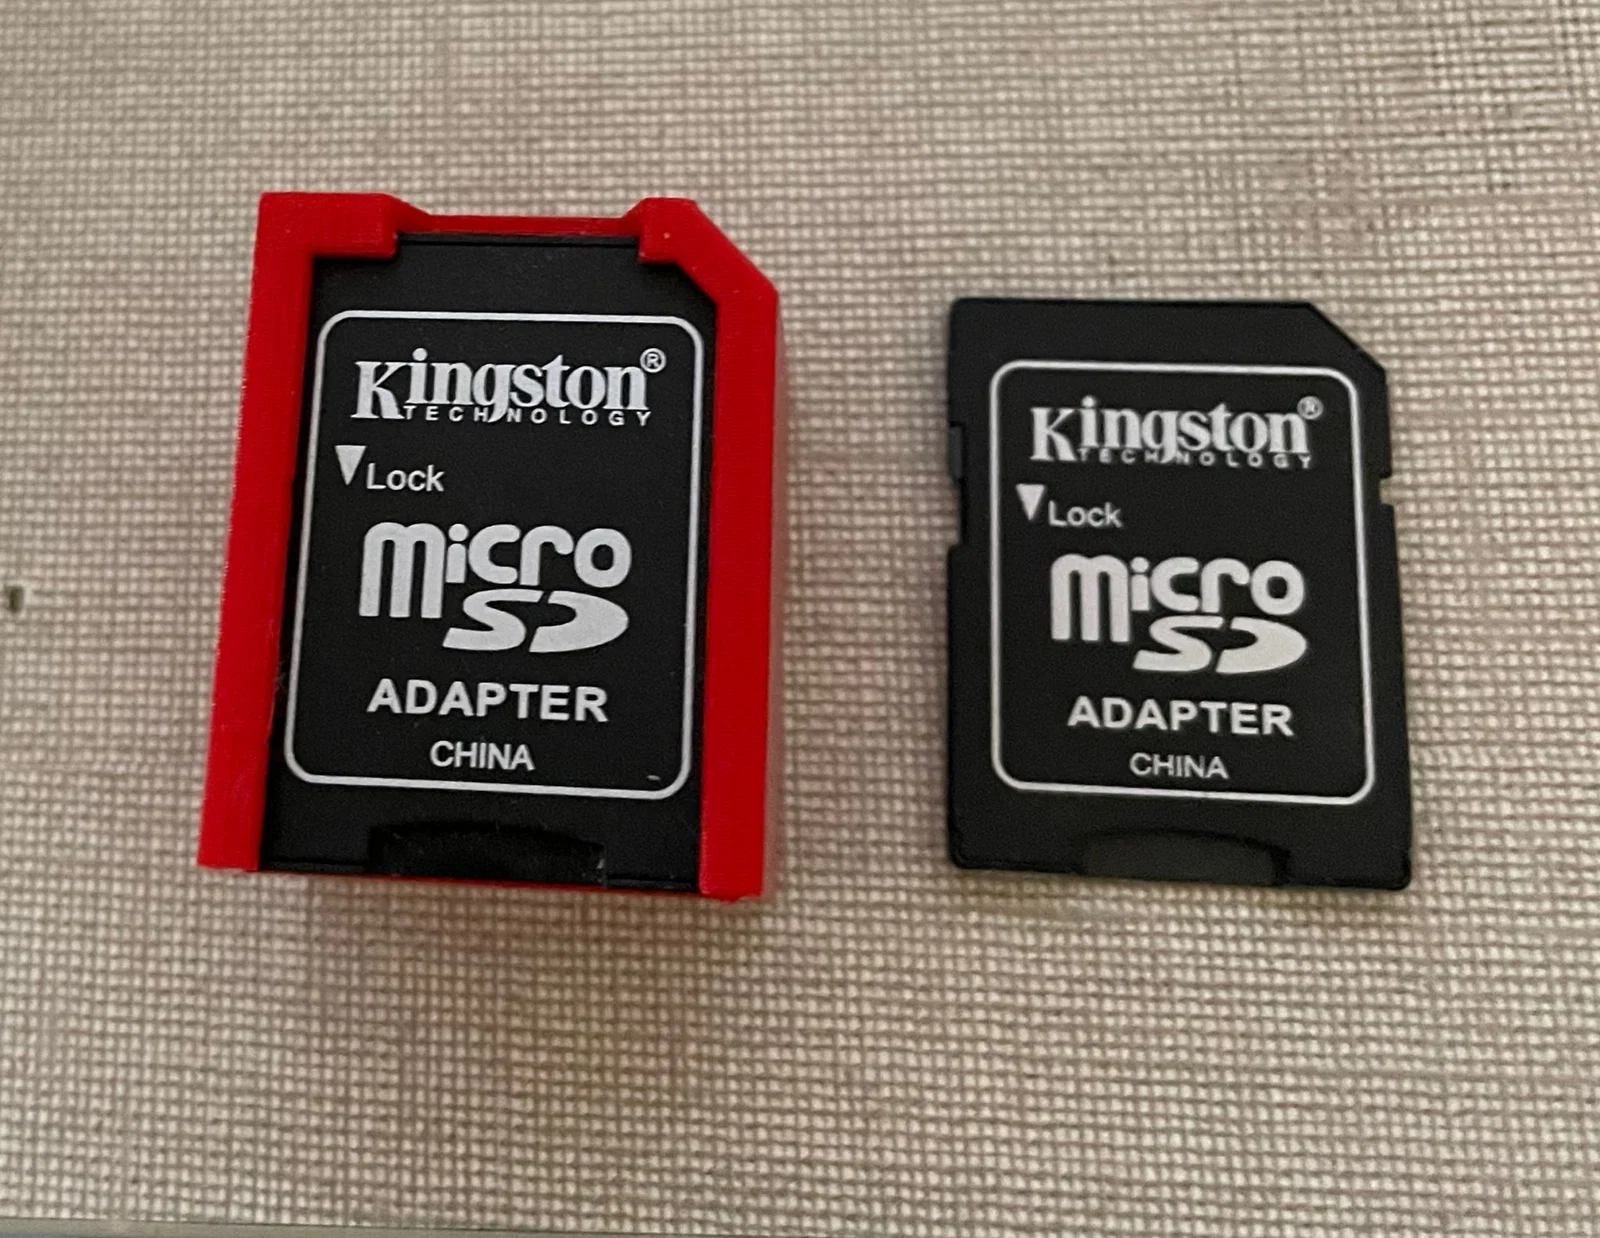 Kingston®
TECHNOLOGY
Lock
micro
SD
ADAPTER
CHINA
Kingston®
TECHNOLOGY
Lock
micro
SD
ADAPTER
CHINA